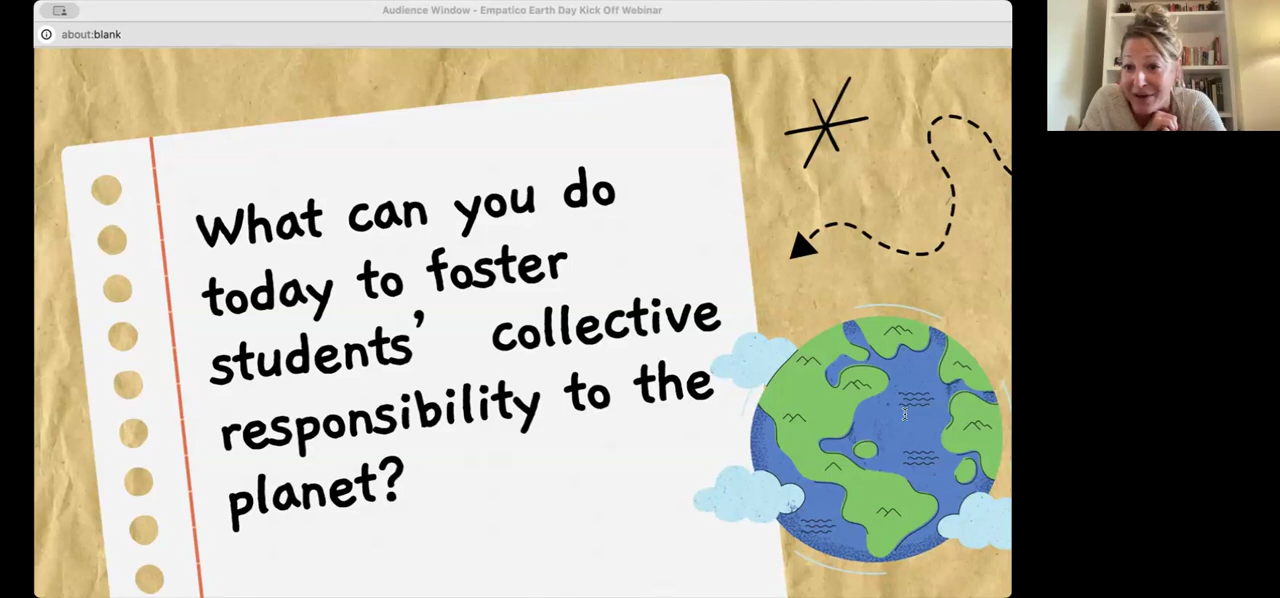 Audience Window - Empatico Earth Day Kick Off Webinar
about:blank
What can you do
today to foster
students' collective
responsibility to the
planet?